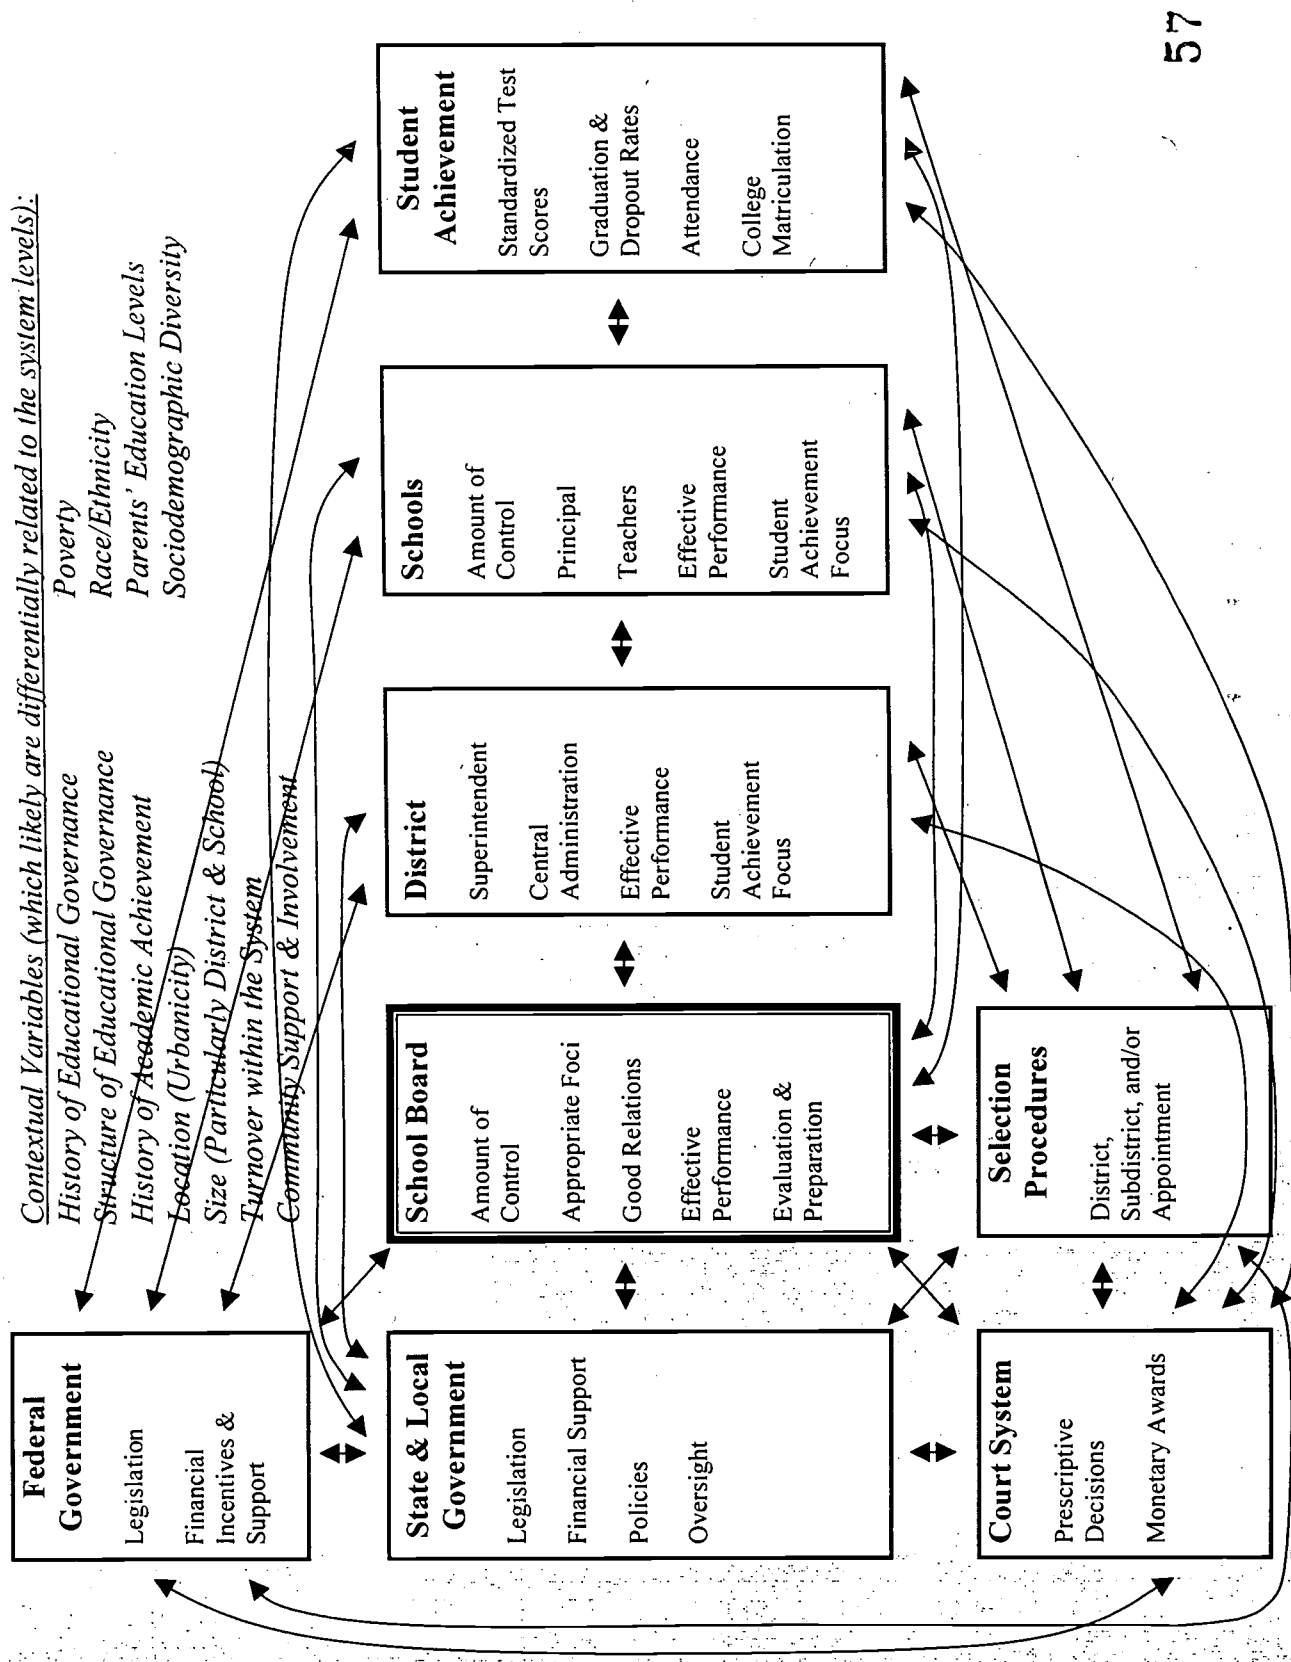 Contextual Variables (which likely are differentially related to the system levels):
History of Educational Governance
Structure of Educational Governance
History of Academic Achievement
Location (Urbanicity)
Size (Particularly District & School)
Turnover within the System
Community Support & Involvement
Poverty
Race/Ethnicity
Parents' Education Levels
Sociodemographic Diversity
Federal
Government
Legislation
Financial
Incentives &
Support
State & Local
Government
Legislation
Financial Support
Policies
Oversight
School Board
Amount of
Control
Appropriate Foci
Good Relations
Effective
Performance
Evaluation &
Preparation
District
Superintendent
Central
Administration
Effective
Performance
Student
Achievement
Focus
Schools
Amount of
Control
Principal
Teachers
Effective
Performance
Student
Achievement
Focus
Student
Achievement
Standardized Test
Scores
Graduation &
Dropout Rates
Attendance
College
Matriculation
Court System
Prescriptive
Decisions
Monetary Awards
Selection
Procedures
District,
Subdistrict, and/or
Appointment
57